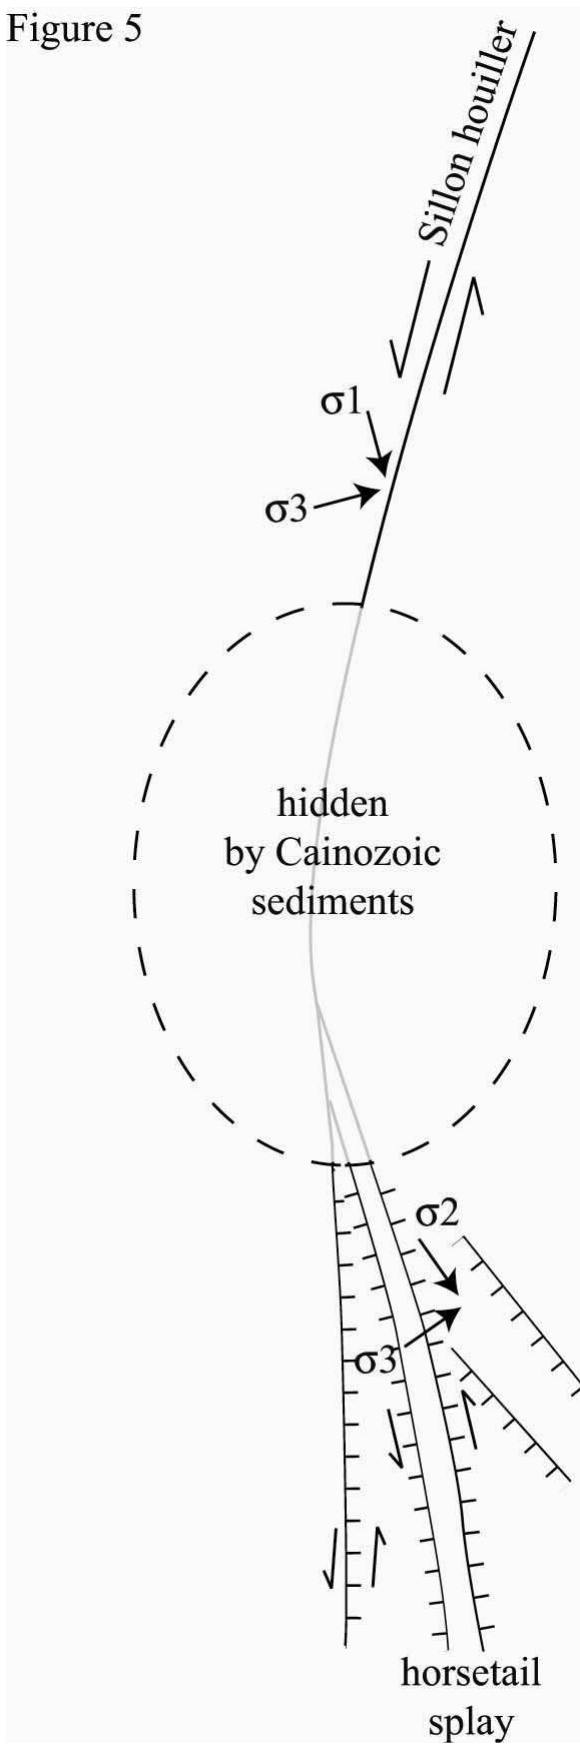 Figure 5
Sillon houiller
σ1
σ3
hidden
by Cainozoic
sediments
σ2
σ3
horsetail
splay